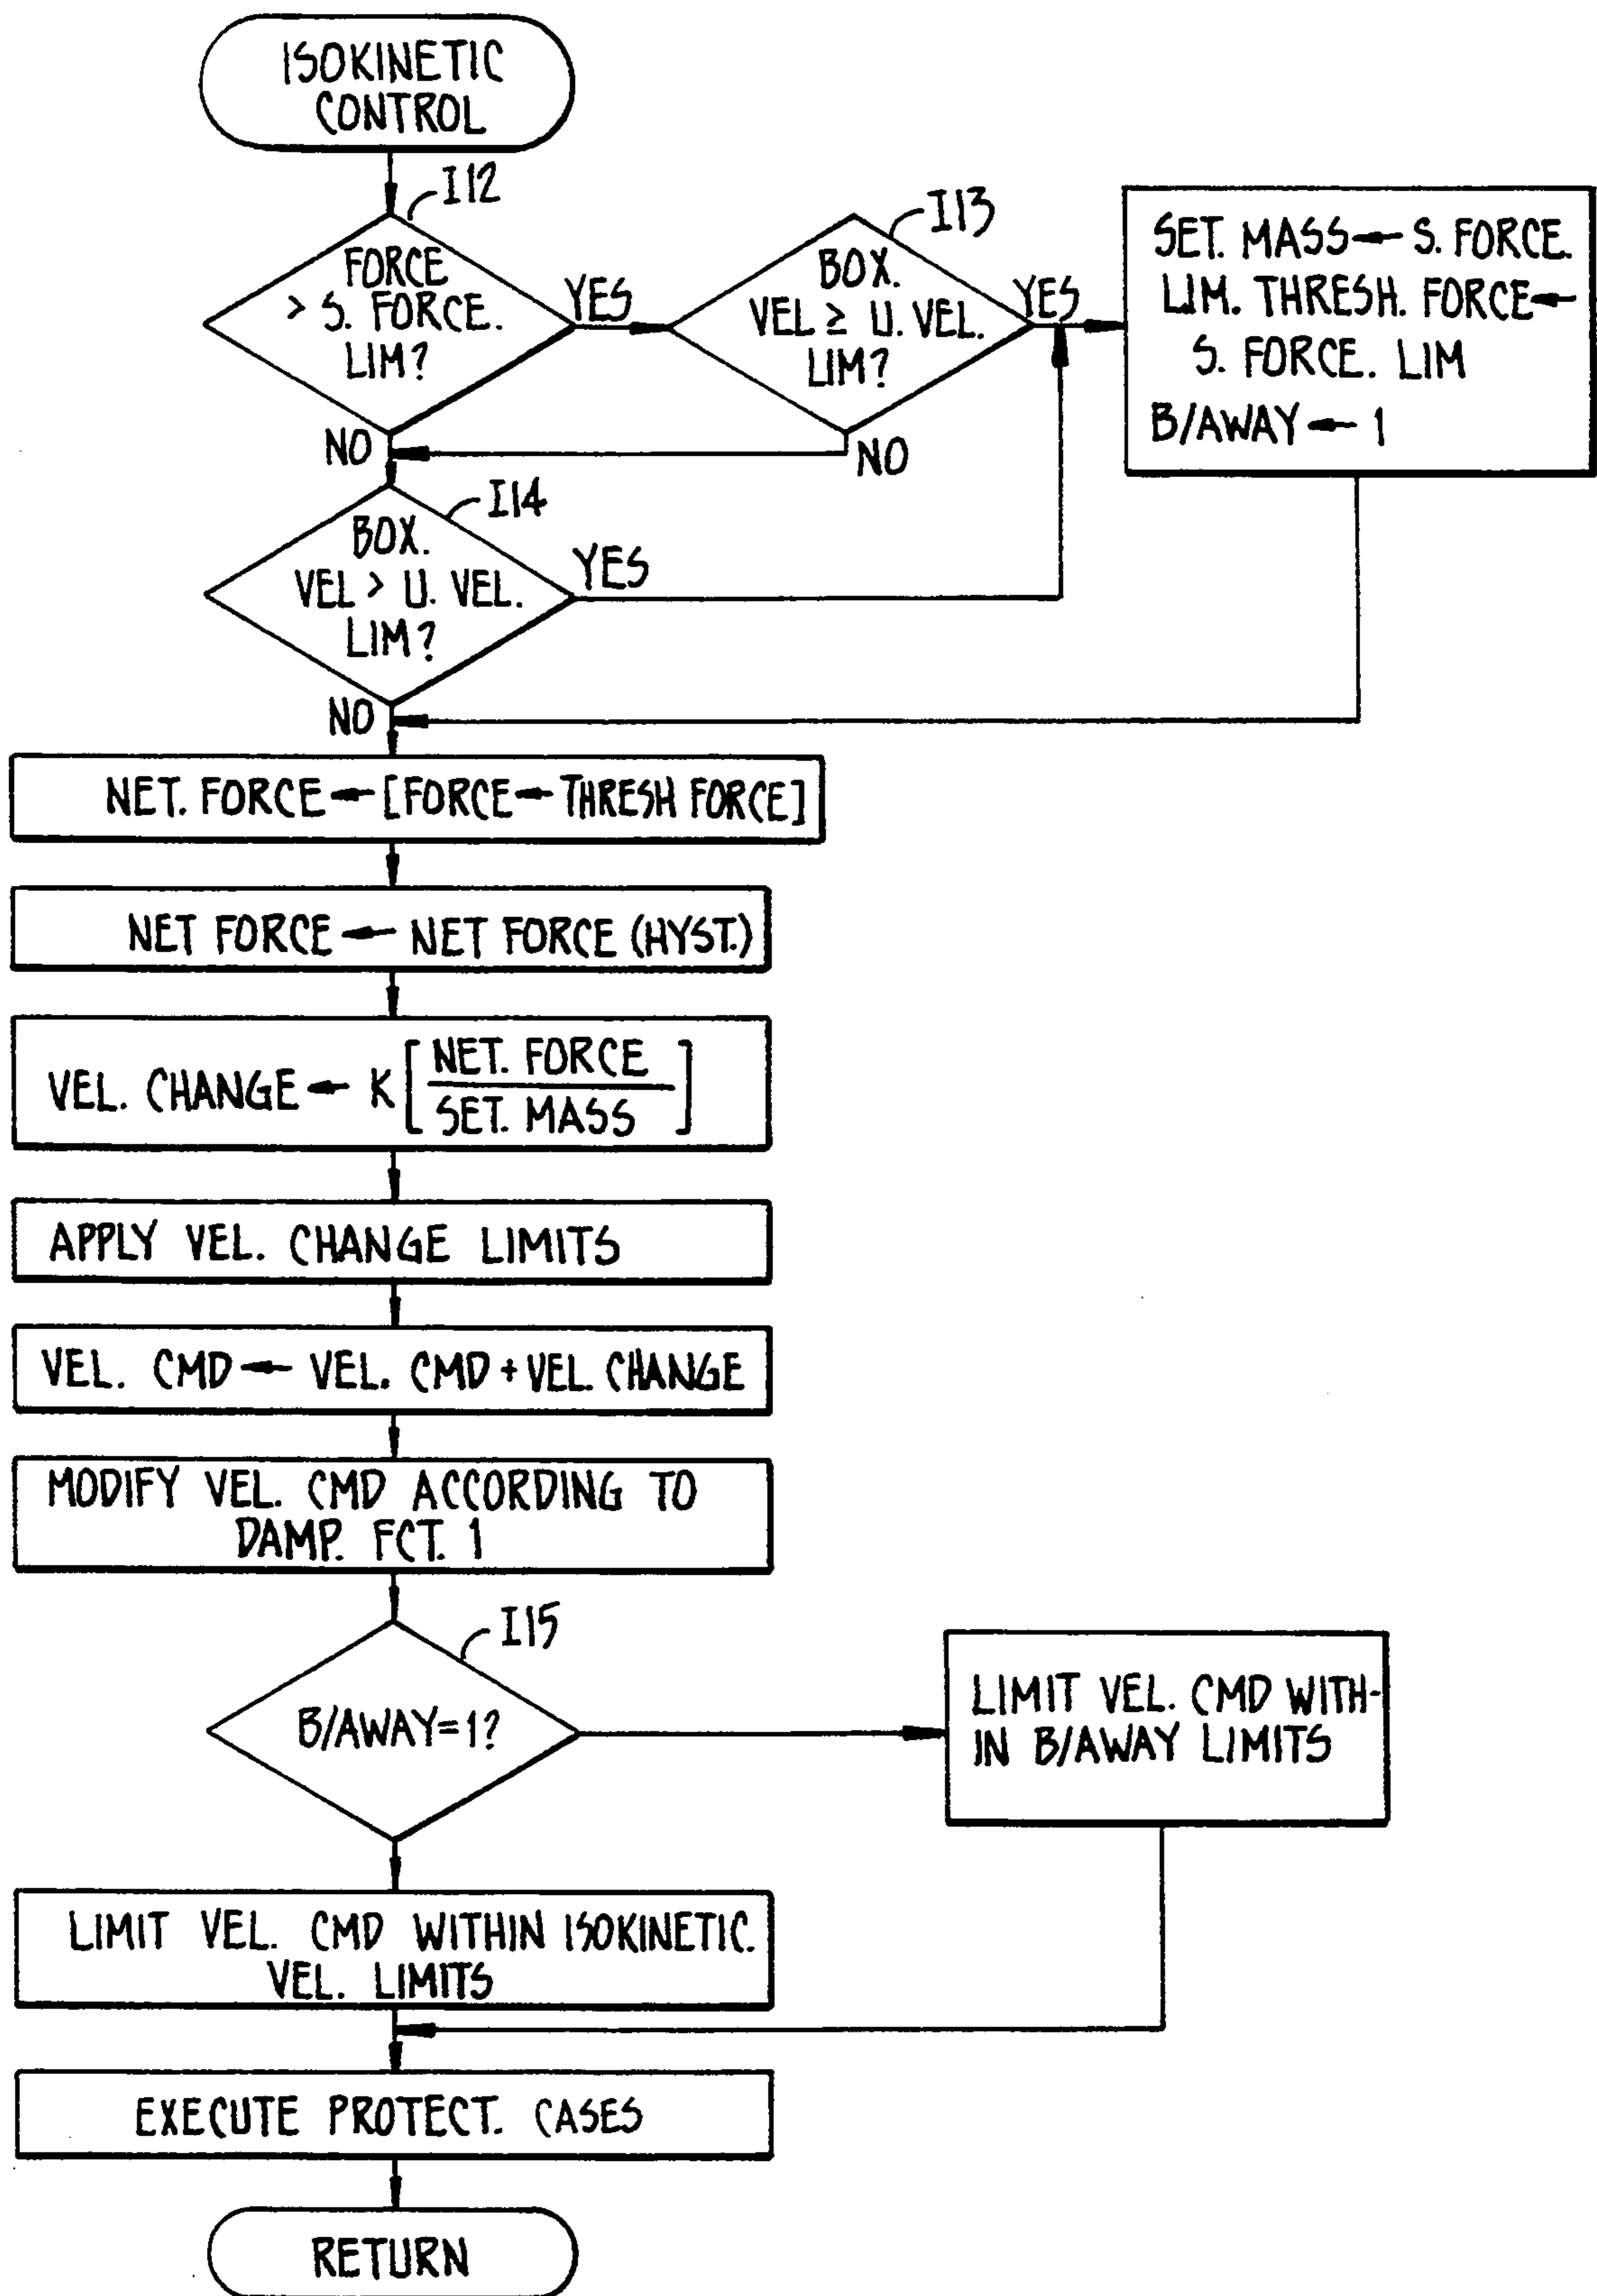 ISOKINETIC
CONTROL
I12
FORCE
> S. FORCE.
LIM?
YES
NO
I13
BOX.
VEL ≥ U. VEL.
LIM?
YES
NO
SET. MASS ← S. FORCE.
LIM. THRESH. FORCE ←
S. FORCE. LIM
B/AWAY ← 1
I14
BOX.
VEL > U. VEL.
LIM?
YES
NO
NET. FORCE ← [FORCE ← THRESH FORCE]
NET FORCE ← NET FORCE (HYST.)
VEL. CHANGE ← K [NET. FORCE
SET. MASS]
APPLY VEL. CHANGE LIMITS
VEL. CMD ← VEL. CMD + VEL. CHANGE
MODIFY VEL. CMD ACCORDING TO
DAMP. FCT. 1
I15
B/AWAY=1?
LIMIT VEL. CMD WITH-
IN B/AWAY LIMITS
LIMIT VEL. CMD WITHIN ISOKINETIC.
VEL. LIMITS
EXECUTE PROTECT. CASES
RETURN